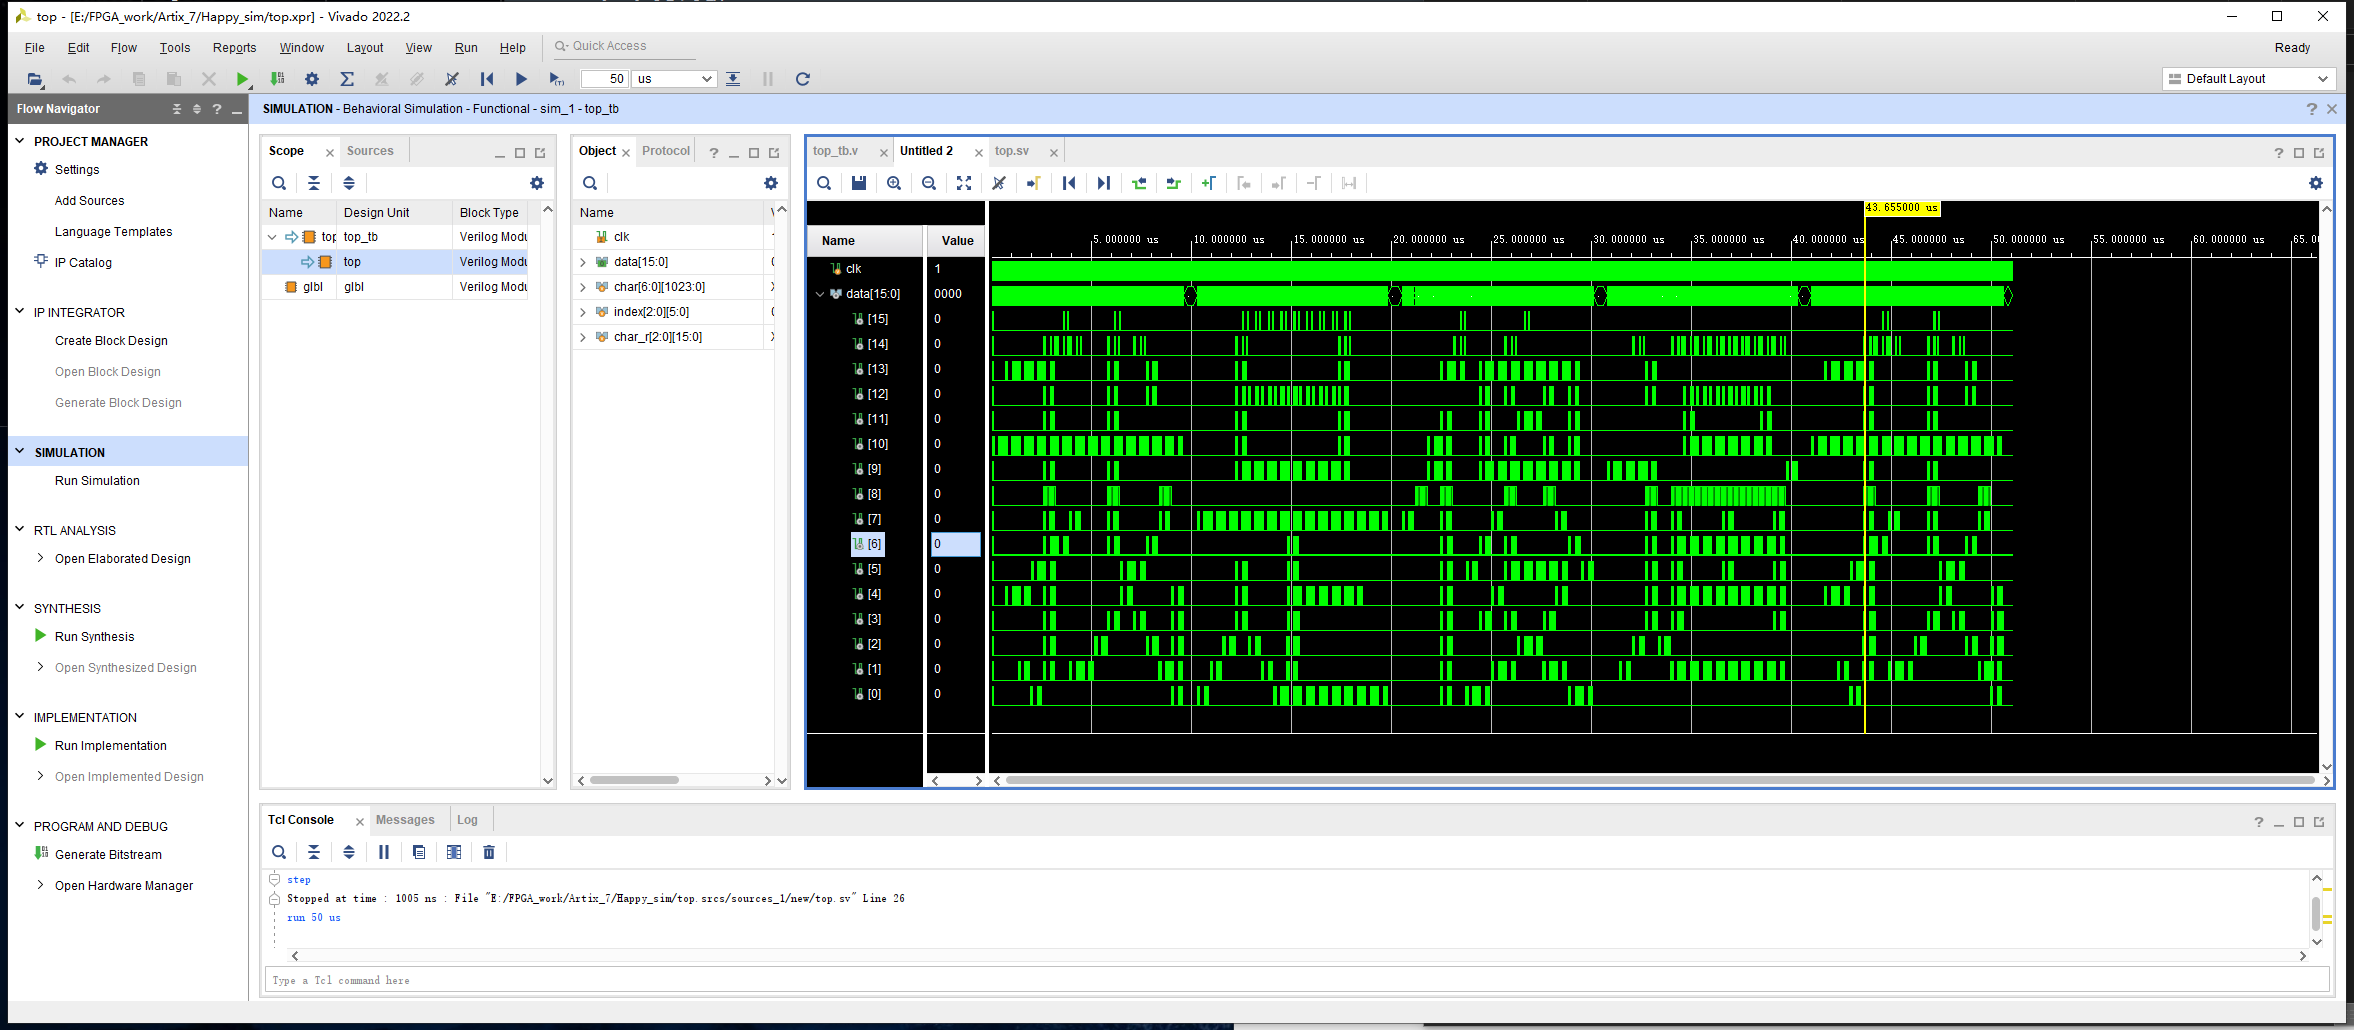 top - [E:/FPGA_work/Artix_7/Happy_sim/top.xpr] - Vivado 2022.2
File Edit Flow Tools Reports Window Layout View Run Help Quick Access Ready
50 us Default Layout
Flow Navigator
SIMULATION - Behavioral Simulation - Functional - sim_1 - top_tb
PROJECT MANAGER
Settings
Add Sources
Language Templates
IP Catalog
IP INTEGRATOR
Create Block Design
Open Block Design
Generate Block Design
SIMULATION
Run Simulation
RTL ANALYSIS
Open Elaborated Design
SYNTHESIS
Run Synthesis
Open Synthesized Design
IMPLEMENTATION
Run Implementation
Open Implemented Design
PROGRAM AND DEBUG
Generate Bitstream
Open Hardware Manager
Scope Sources
Name Design Unit Block Type
top top_tb Verilog Modu
top Verilog Modu
glbl glbl Verilog Modu
Object Protocol
Name V
clk
data[15:0]
char[6:0][1023:0]
index[2:0][5:0]
char_r[2:0][15:0]
top_tb.v Untitled 2 top.sv
43.655000 us
Name Value
5.000000 us 10.000000 us 15.000000 us 20.000000 us 25.000000 us 30.000000 us 35.000000 us 40.000000 us 45.000000 us 50.000000 us 55.000000 us 60.000000 us 65.0
clk 1
data[15:0] 0000
[15] 0
[14] 0
[13] 0
[12] 0
[11] 0
[10] 0
[9] 0
[8] 0
[7] 0
[6] 0
[5] 0
[4] 0
[3] 0
[2] 0
[1] 0
[0] 0
Tcl Console Messages Log
step
Stopped at time : 1005 ns : File "E:/FPGA_work/Artix_7/Happy_sim/top.srcs/sources_1/new/top.sv" Line 26
run 50 us
Type a Tcl command here